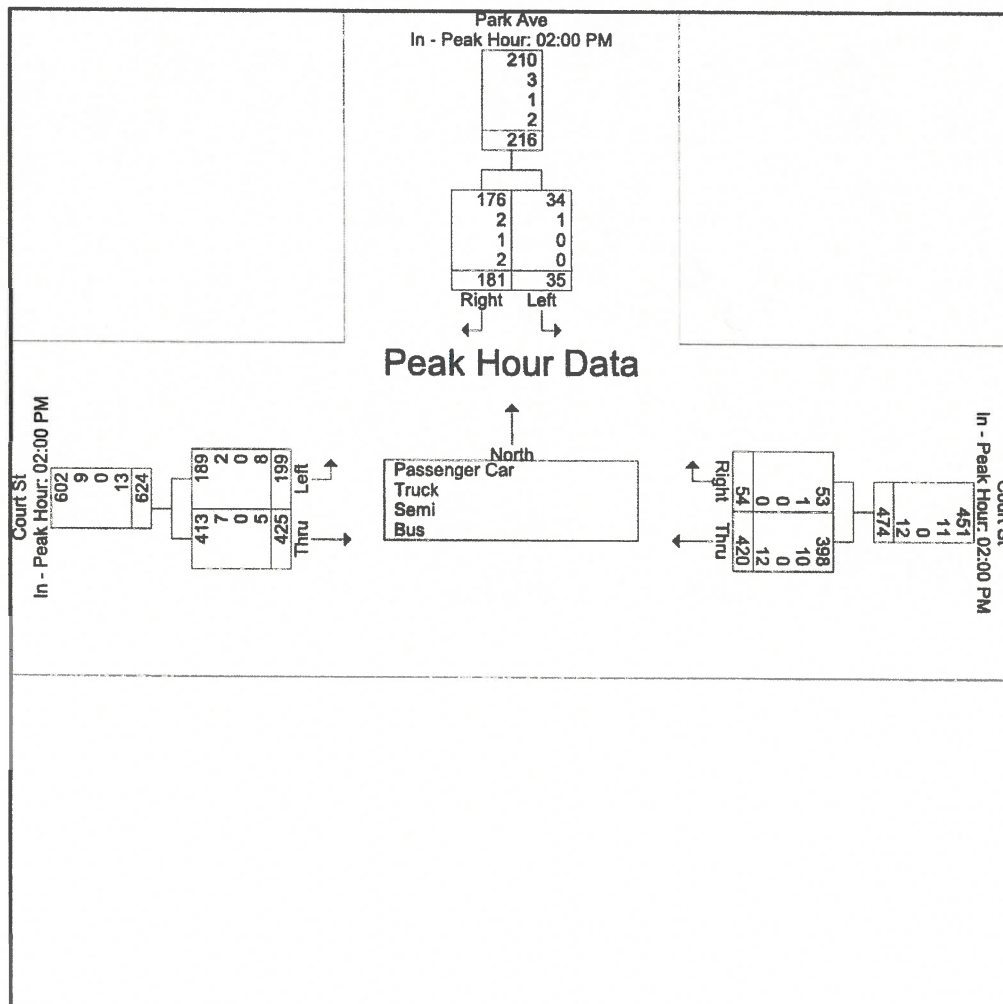 Park Ave
In - Peak Hour: 02:00 PM
210
3
1
2
216
176 34
2 1
1 0
2 0
181 35
Right Left
Peak Hour Data
North
Passenger Car
Truck
Semi
Bus
Court St
In - Peak Hour: 02:00 PM
602
9
0
13
624
189 413
2 7
0 0
8 5
199 425
Left Thru
In - Peak Hour: 02:00 PM
451
11
0
12
474
53 398
1 10
0 0
0 12
54 420
Right Thru